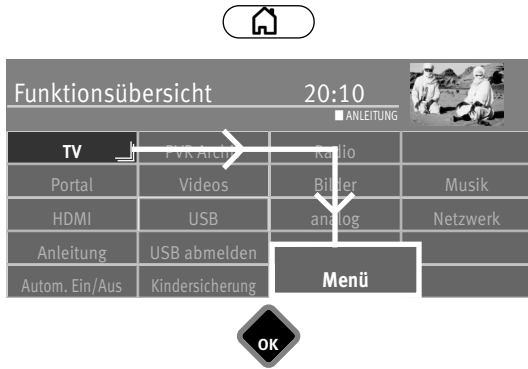 Funktionsübersicht 20:10
ANLEITUNG
TV PVR Archiv Radio
Portal Videos Bilder Musik
HDMI USB analog Netzwerk
Anleitung USB abmelden
Autom. Ein/Aus Kindersicherung Menü
OK